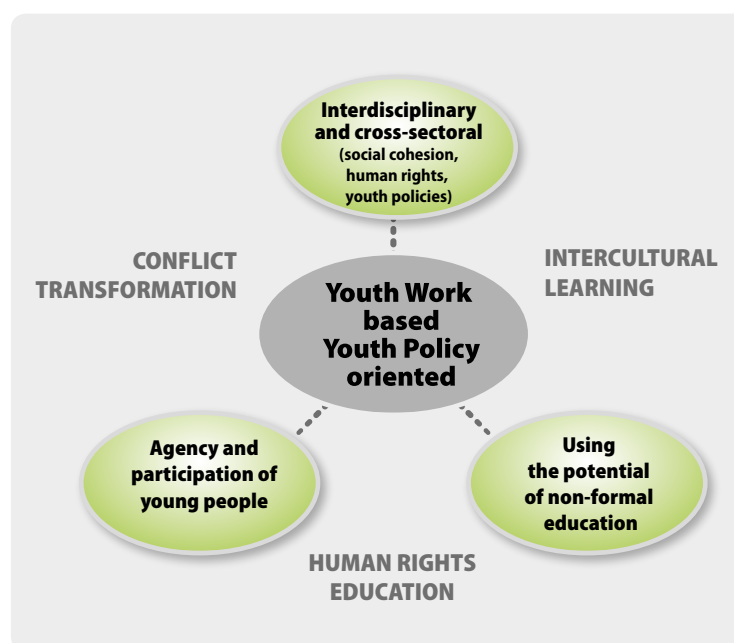 Interdisciplinary
and cross-sectoral
(social cohesion,
human rights,
youth policies)
CONFLICT
TRANSFORMATION
INTERCULTURAL
LEARNING
Youth Work
based
Youth Policy
oriented
Agency and
participation of
young people
Using
the potential
of non-formal
education
HUMAN RIGHTS
EDUCATION